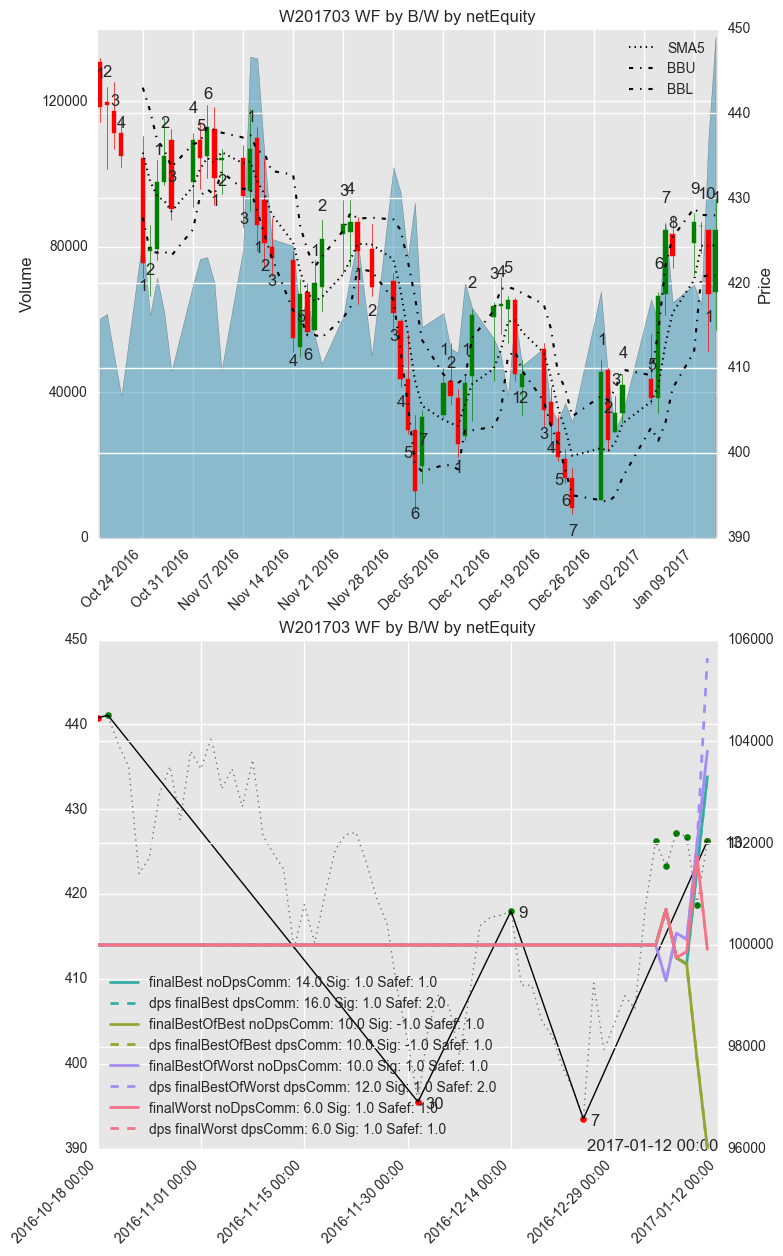 W201703 WF by B/W by netEquity
SMA5
BBU
BBL
Volume
120000
80000
40000
0
Price
450
440
430
420
410
400
390
Oct 24 2016
Oct 31 2016
Nov 07 2016
Nov 14 2016
Nov 21 2016
Nov 28 2016
Dec 05 2016
Dec 12 2016
Dec 19 2016
Dec 26 2016
Jan 02 2017
Jan 09 2017
W201703 WF by B/W by netEquity
450
440
430
420
410
400
390
106000
104000
102000
100000
98000
96000
9
30
7
finalBest noDpsComm: 14.0 Sig: 1.0 Safef: 1.0
dps finalBest dpsComm: 16.0 Sig: 1.0 Safef: 2.0
finalBestOfBest noDpsComm: 10.0 Sig: -1.0 Safef: 1.0
dps finalBestOfBest dpsComm: 10.0 Sig: -1.0 Safef: 1.0
finalBestOfWorst noDpsComm: 10.0 Sig: 1.0 Safef: 1.0
dps finalBestOfWorst dpsComm: 12.0 Sig: 1.0 Safef: 2.0
finalWorst noDpsComm: 6.0 Sig: 1.0 Safef: 1.0
dps finalWorst dpsComm: 6.0 Sig: 1.0 Safef: 1.0
2017-01-12 00:00
2016-10-18 00:00
2016-11-01 00:00
2016-11-15 00:00
2016-11-30 00:00
2016-12-14 00:00
2016-12-29 00:00
2017-01-12 00:00